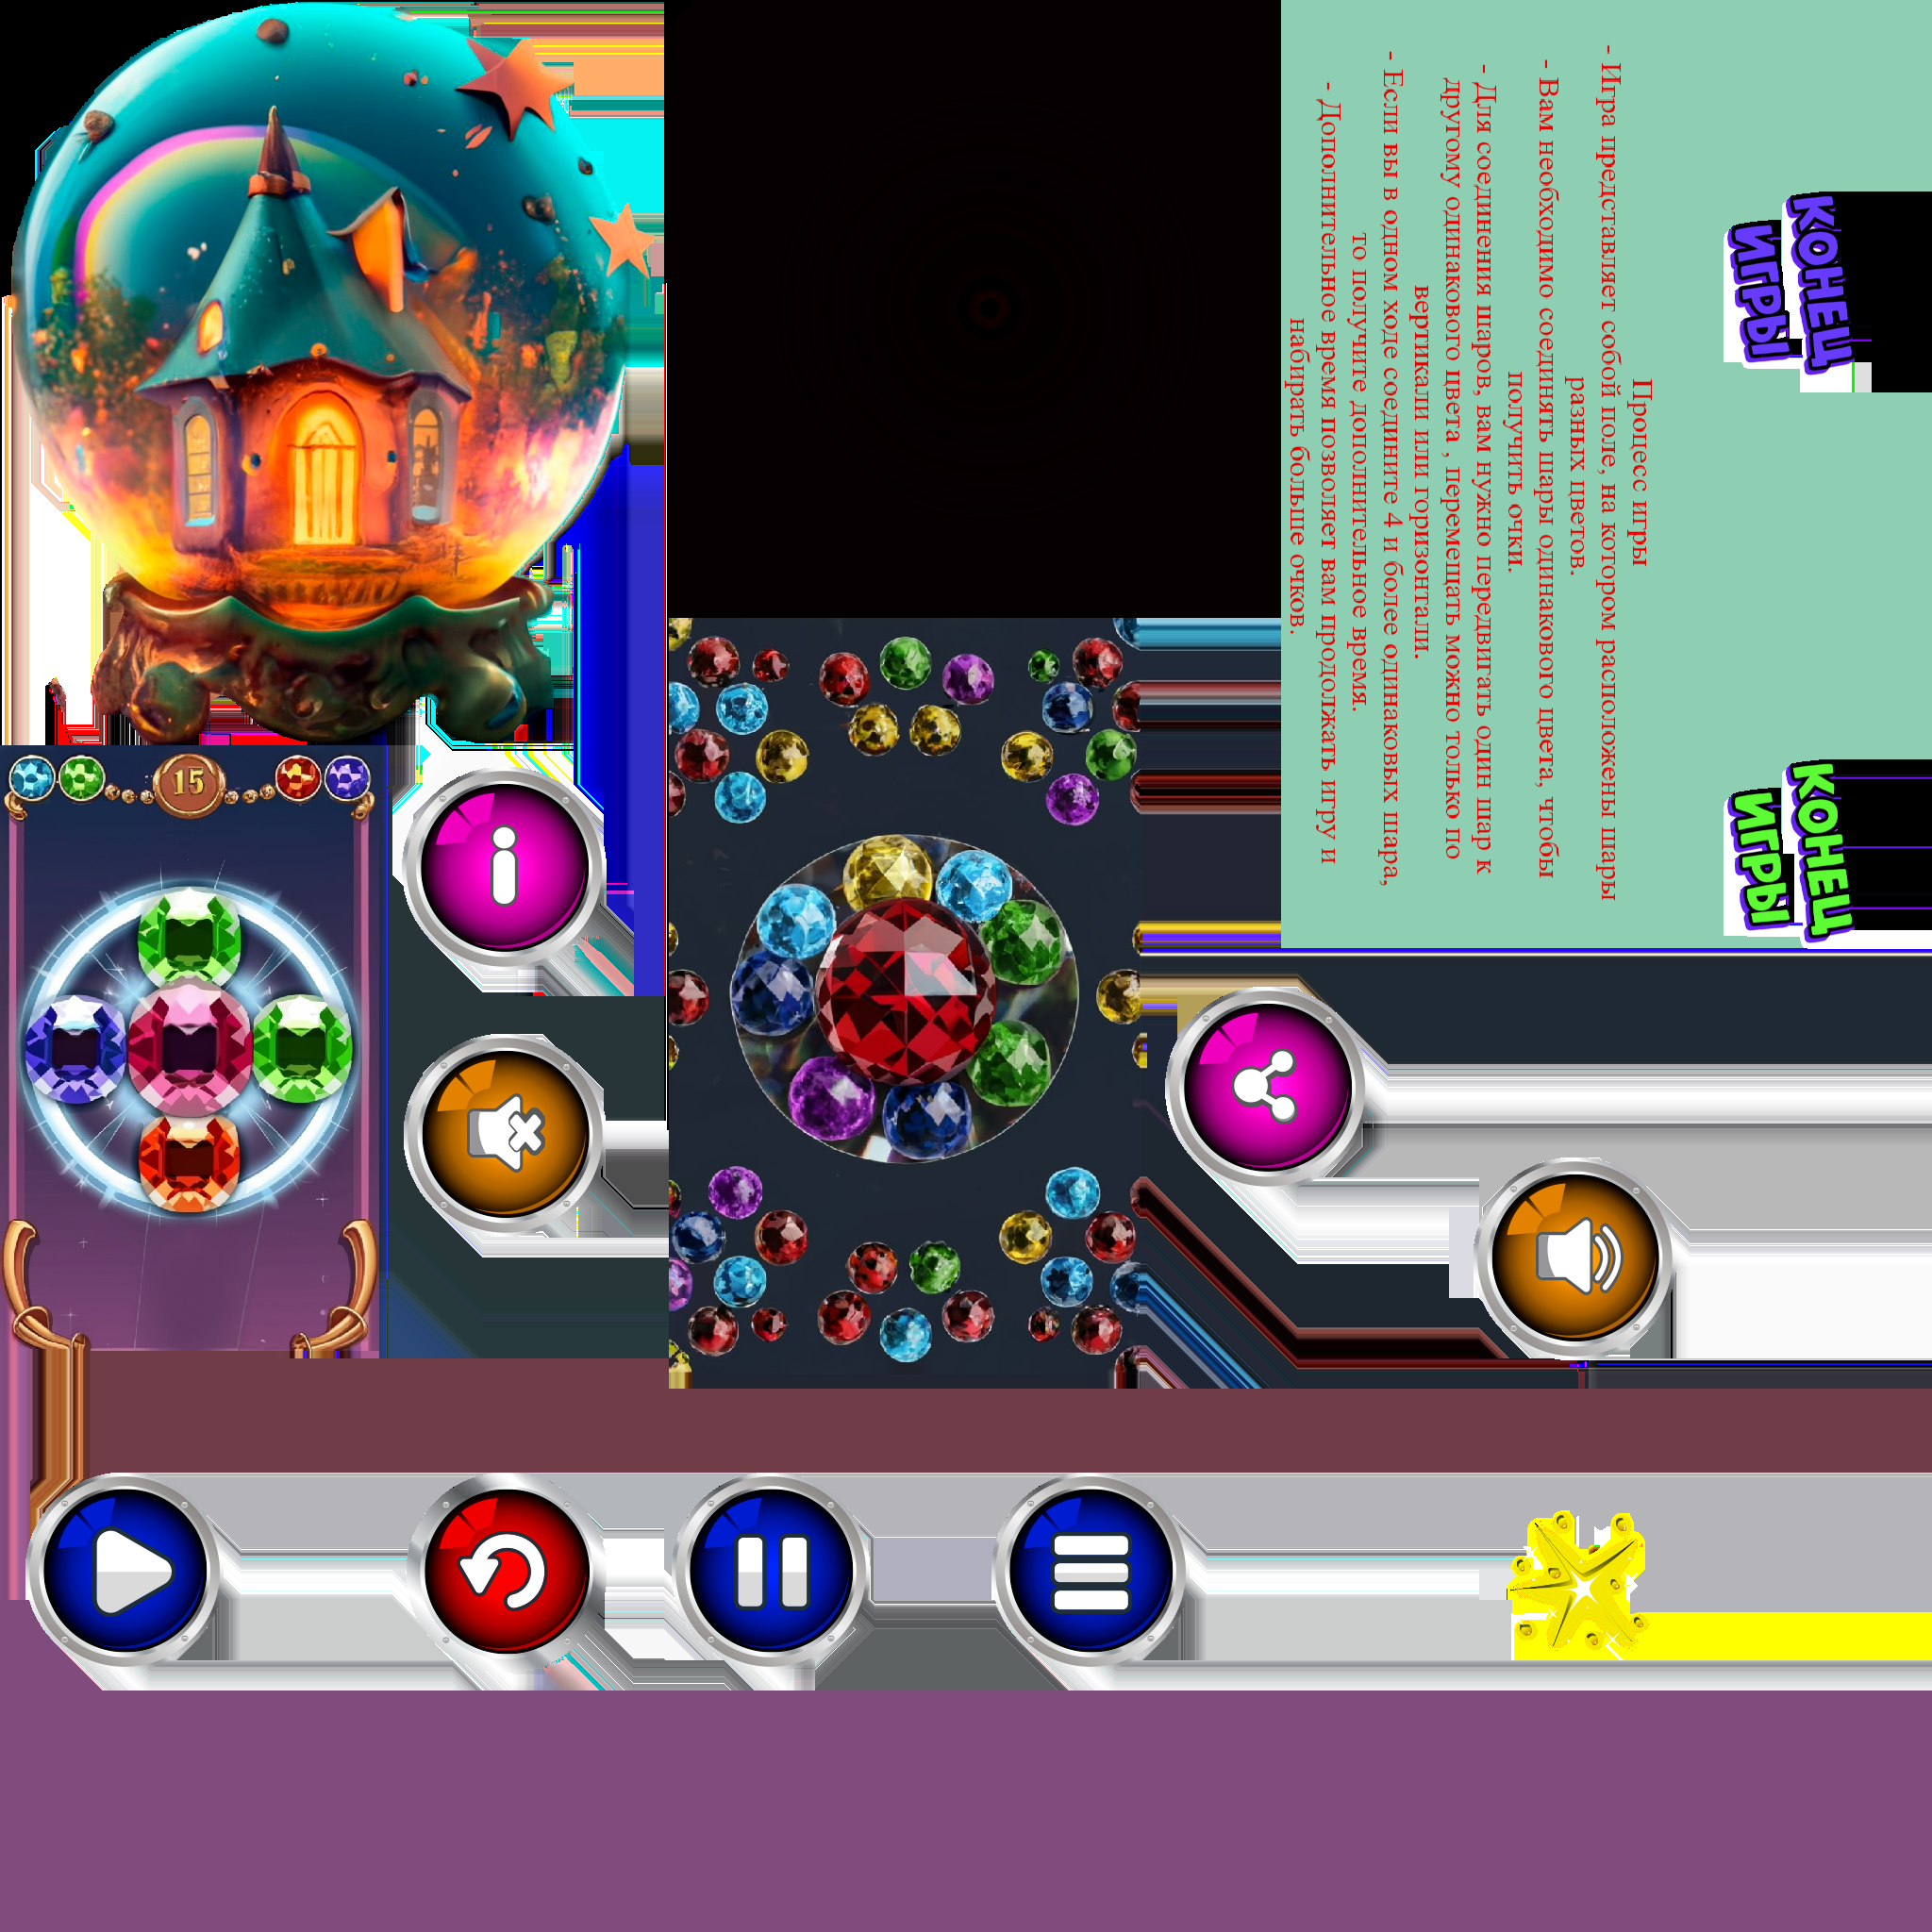 15
Процесс игры
- Игра представляет собой поле, на котором расположены шары
разных цветов.
- Вам необходимо соединять пары одинакового цвета, чтобы
получить очки.
- Для соединения шаров, вам нужно передвигать один шар к
другому одинакового цвета , перемещать можно только по
вертикали или горизонтали.
- Если вы в одном ходе соедините 4 и более одинаковых шара,
то получите дополнительное время.
- Дополнительное время позволяет вам продолжать игру и
набирать больше очков.
КОНЕЦ
ИГРЫ
КОНЕЦ
ИГРЫ